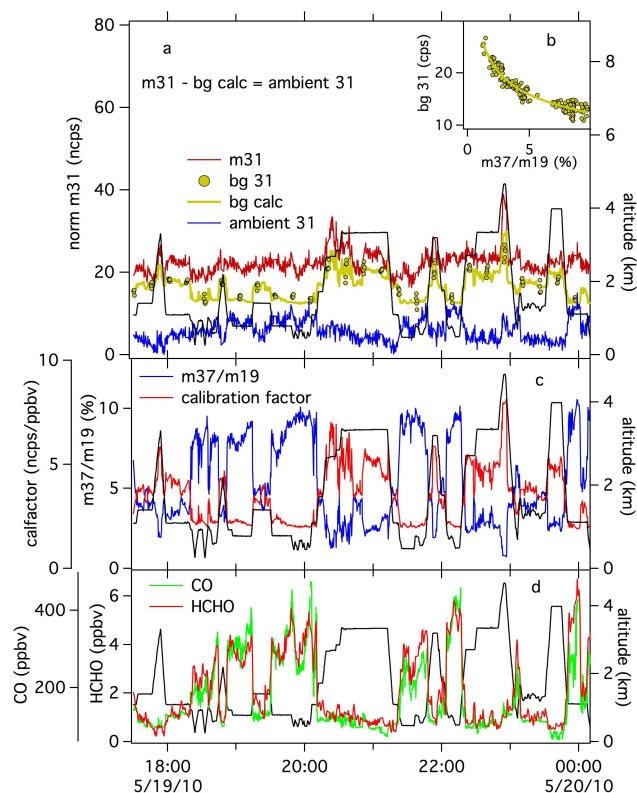 80
60
40
20
0
norm m31 (ncps)
a
m31 - bg calc = ambient 31
m31
bg 31
bg calc
ambient 31
b
20
10
bg 31 (cps)
0
5
m37/m19 (%)
8
6
4
2
0
altitude (km)
10
5
0
calfactor (ncps/ppbv)
10
5
0
m37/m19 (%)
m37/m19
calibration factor
c
4
2
0
altitude (km)
400
200
CO (ppbv)
6
4
2
0
HCHO (ppbv)
CO
HCHO
d
4
2
0
altitude (km)
18:00
20:00
22:00
00:00
5/19/10
5/20/10